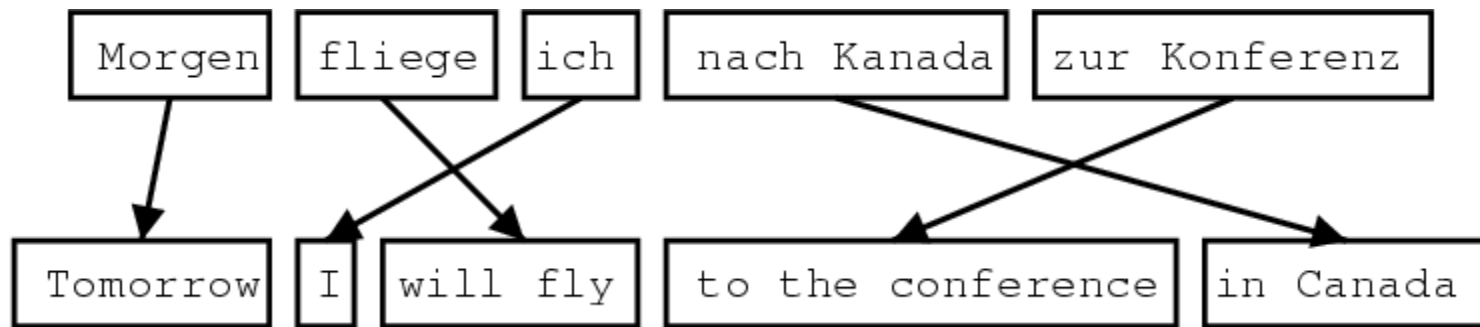 Morgen fliege ich nach Kanada zur Konferenz
Tomorrow I will fly to the conference in Canada